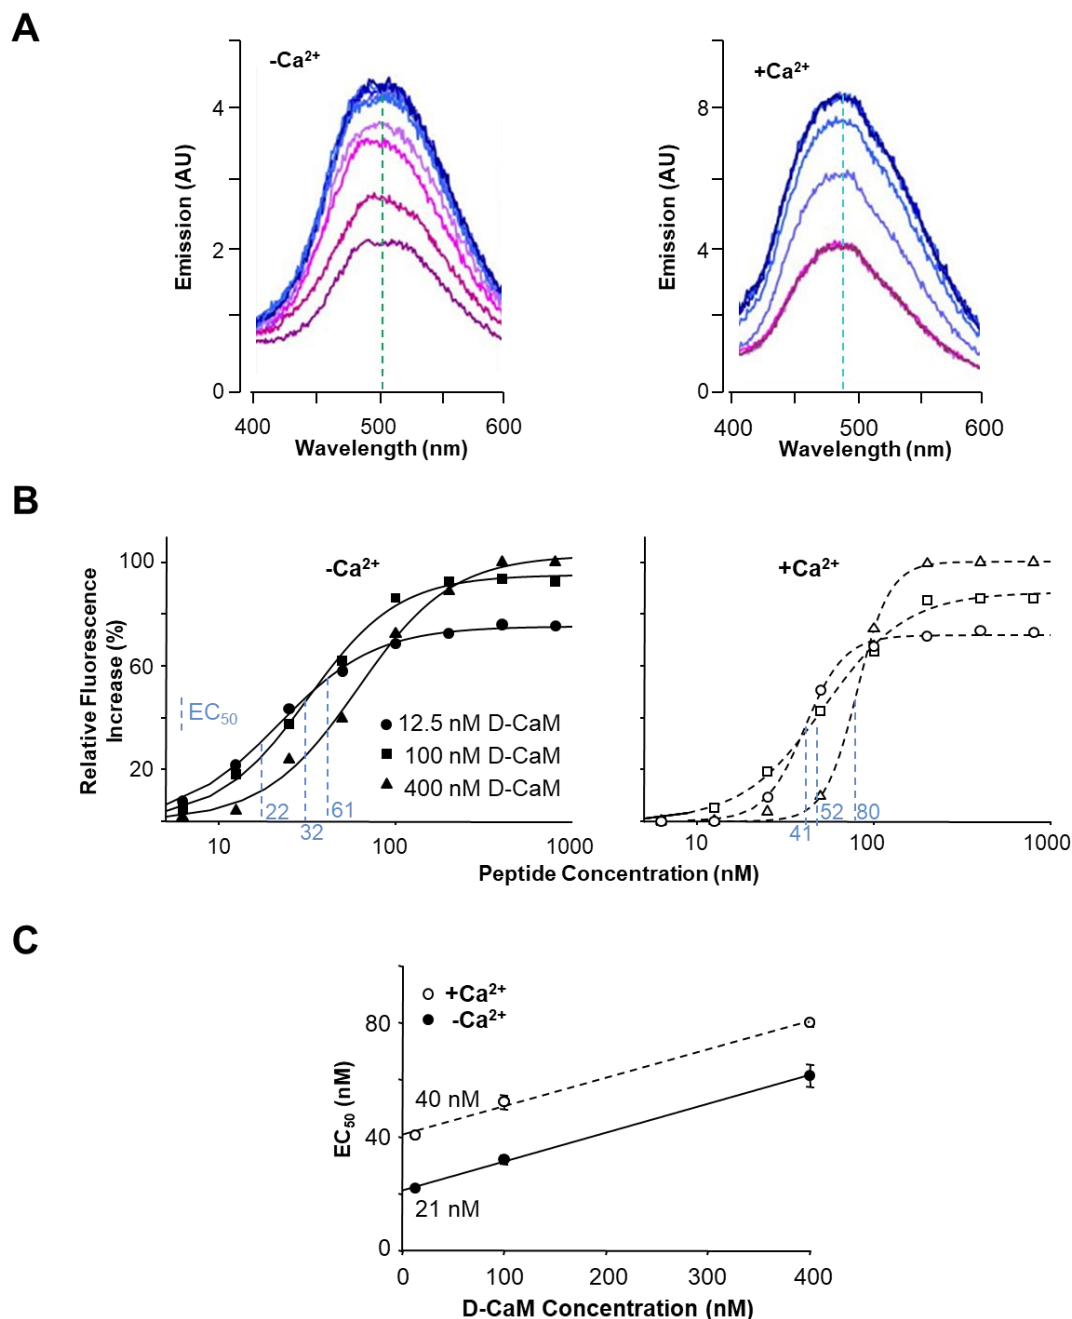 A
-Ca²⁺
+Ca²⁺
Emission (AU)
4
2
0
400 500 600
Wavelength (nm)
Emission (AU)
8
4
0
400 500 600
Wavelength (nm)
B
Relative Fluorescence
Increase (%)
100
60
20
-Ca²⁺
EC₅₀
12.5 nM D-CaM
100 nM D-CaM
400 nM D-CaM
22
32
61
10 100 1000
+Ca²⁺
41
52
80
10 100 1000
Peptide Concentration (nM)
C
+Ca²⁺
-Ca²⁺
EC₅₀ (nM)
80
40
0
40 nM
21 nM
0 100 200 300 400
D-CaM Concentration (nM)